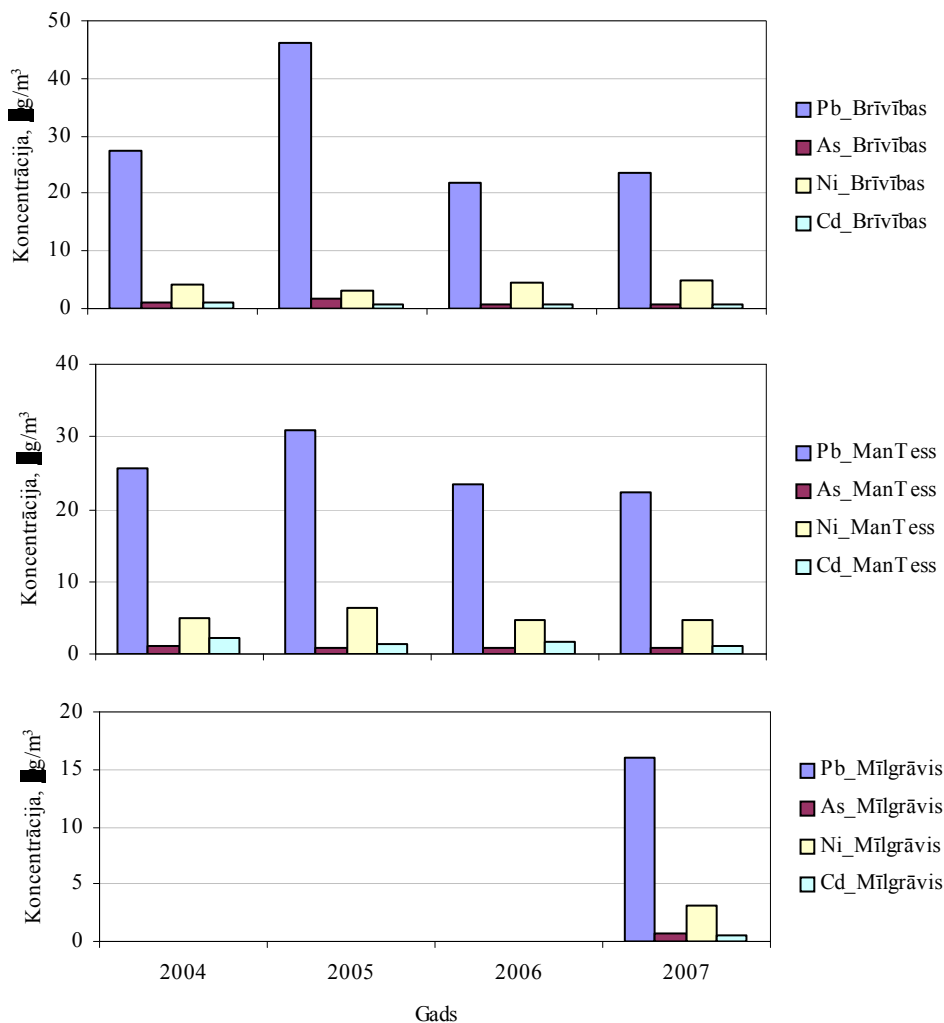 50
40
30
20
10
0
Koncentrācija, g/m³
Pb_Brīvības
As_Brīvības
Ni_Brīvības
Cd_Brīvības
40
30
20
10
0
Koncentrācija, g/m³
Pb_ManTess
As_ManTess
Ni_ManTess
Cd_ManTess
20
15
10
5
0
Koncentrācija, g/m³
Pb_Mīlgrāvis
As_Mīlgrāvis
Ni_Mīlgrāvis
Cd_Mīlgrāvis
2004 2005 2006 2007
Gads